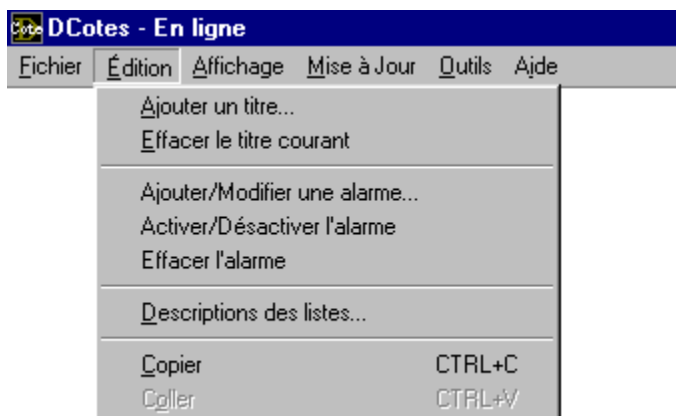 Cote DCotes - En ligne
Fichier Édition Affichage Mise à Jour Outils Aide
Ajouter un titre...
Effacer le titre courant
Ajouter/Modifier une alarme...
Activer/Désactiver l'alarme
Effacer l'alarme
Descriptions des listes...
Copier CTRL+C
Coller CTRL+V